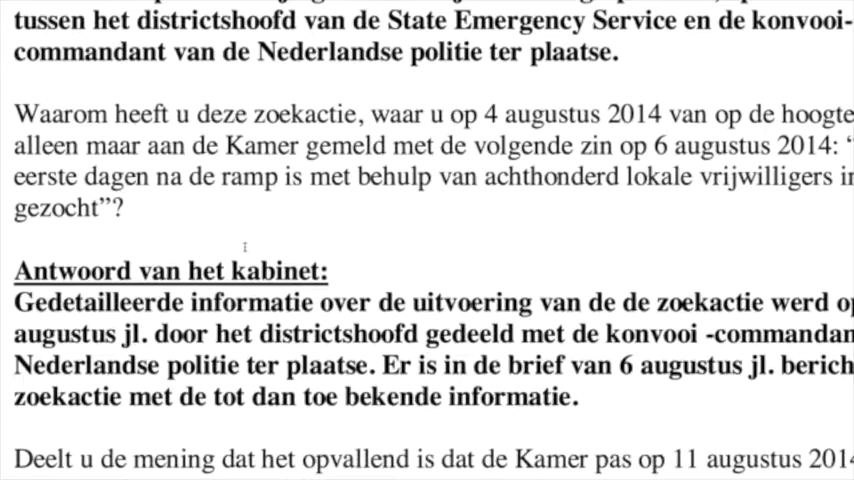 tussen het districtshoofd van de State Emergency Service en de konvooi-
commandant van de Nederlandse politie ter plaatse.
Waarom heeft u deze zoekactie, waar u op 4 augustus 2014 van op de hoogte
alleen maar aan de Kamer gemeld met de volgende zin op 6 augustus 2014: “
eerste dagen na de ramp is met behulp van achthonderd lokale vrijwilligers in
gezocht”?
Antwoord van het kabinet:
Gedetailleerde informatie over de uitvoering van de de zoekactie werd op
augustus jl. door het districtshoofd gedeeld met de konvooi -commandan
Nederlandse politie ter plaatse. Er is in de brief van 6 augustus jl. berich
zoekactie met de tot dan toe bekende informatie.
Deelt u de mening dat het opvallend is dat de Kamer pas op 11 augustus 2014